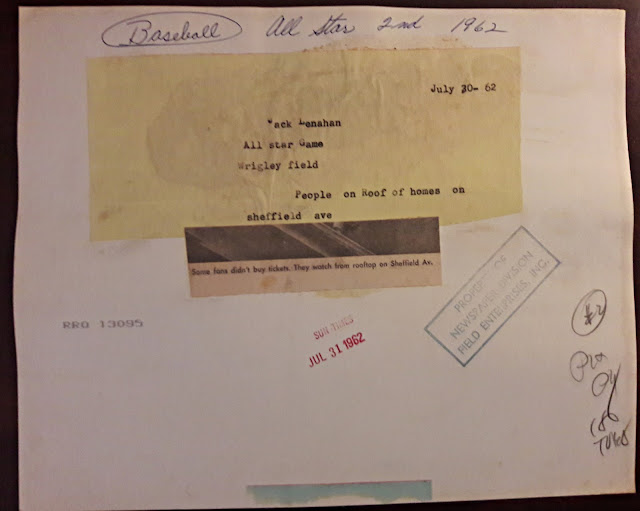 Baseball All Star 2nd 1962
July 30- 62
Jack Lenahan
All star Game
Wrigley field
People on Roof of homes on
sheffield ave
Some fans didn't buy tickets. They watch from rooftop on Sheffield Av.
PROPERTY OF
NEWSPAPER DIVISION
FIELD ENTERPRISES, INC.
RRO 13095
SUN-TIMES
JUL 31 1962